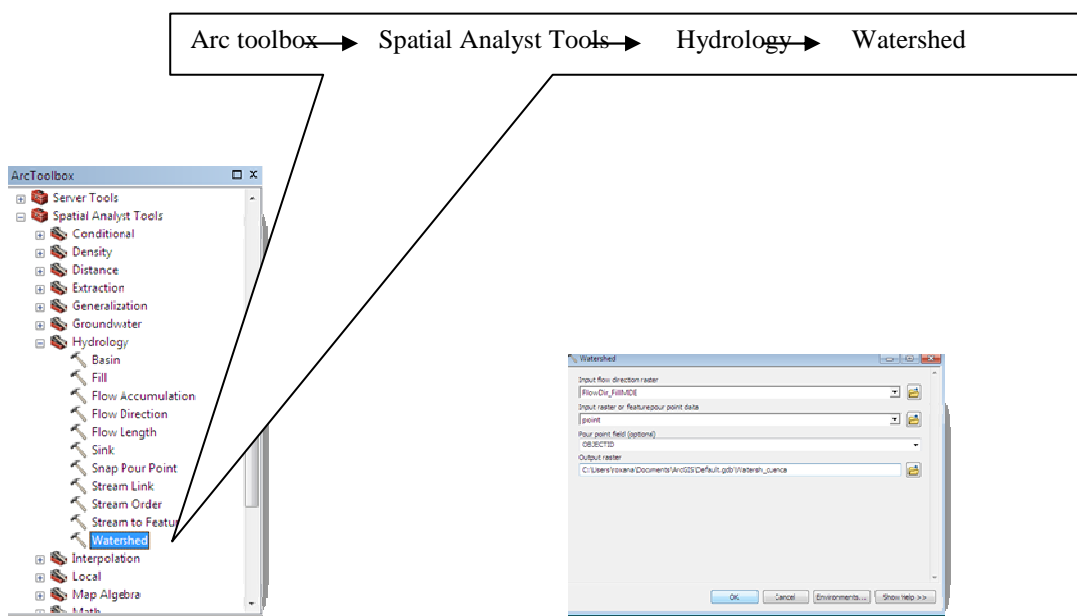 Arc toolbox Spatial Analyst Tools Hydrology Watershed
ArcToolbox
Server Tools
Spatial Analyst Tools
Conditional
Density
Distance
Extraction
Generalization
Groundwater
Hydrology
Basin
Fill
Flow Accumulation
Flow Direction
Flow Length
Sink
Snap Pour Point
Stream Link
Stream Order
Stream to Featur
Watershed
Interpolation
Local
Map Algebra
Math
Watershed
Input flow direction raster
FlowDir_FillMDE
Input raster or feature pour point data
point
Pour point field (optional)
OBJECTID
Output raster
C:\Users\roxana\Documents\ArcGIS\Default.gdb\Watersh_cuenca
OK Cancel Environments... Show Help >>